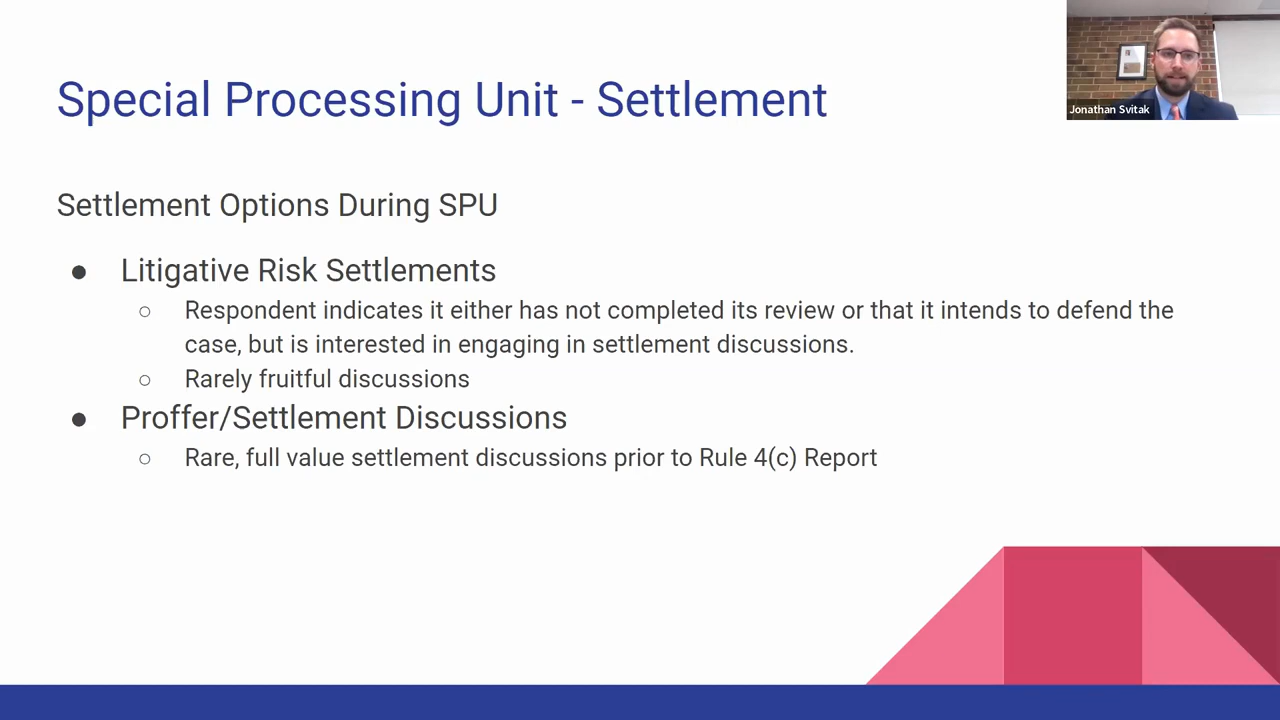 Special Processing Unit - Settlement
Jonathan Svitak
Settlement Options During SPU
● Litigative Risk Settlements
○ Respondent indicates it either has not completed its review or that it intends to defend the
case, but is interested in engaging in settlement discussions.
○ Rarely fruitful discussions
● Proffer/Settlement Discussions
○ Rare, full value settlement discussions prior to Rule 4(c) Report